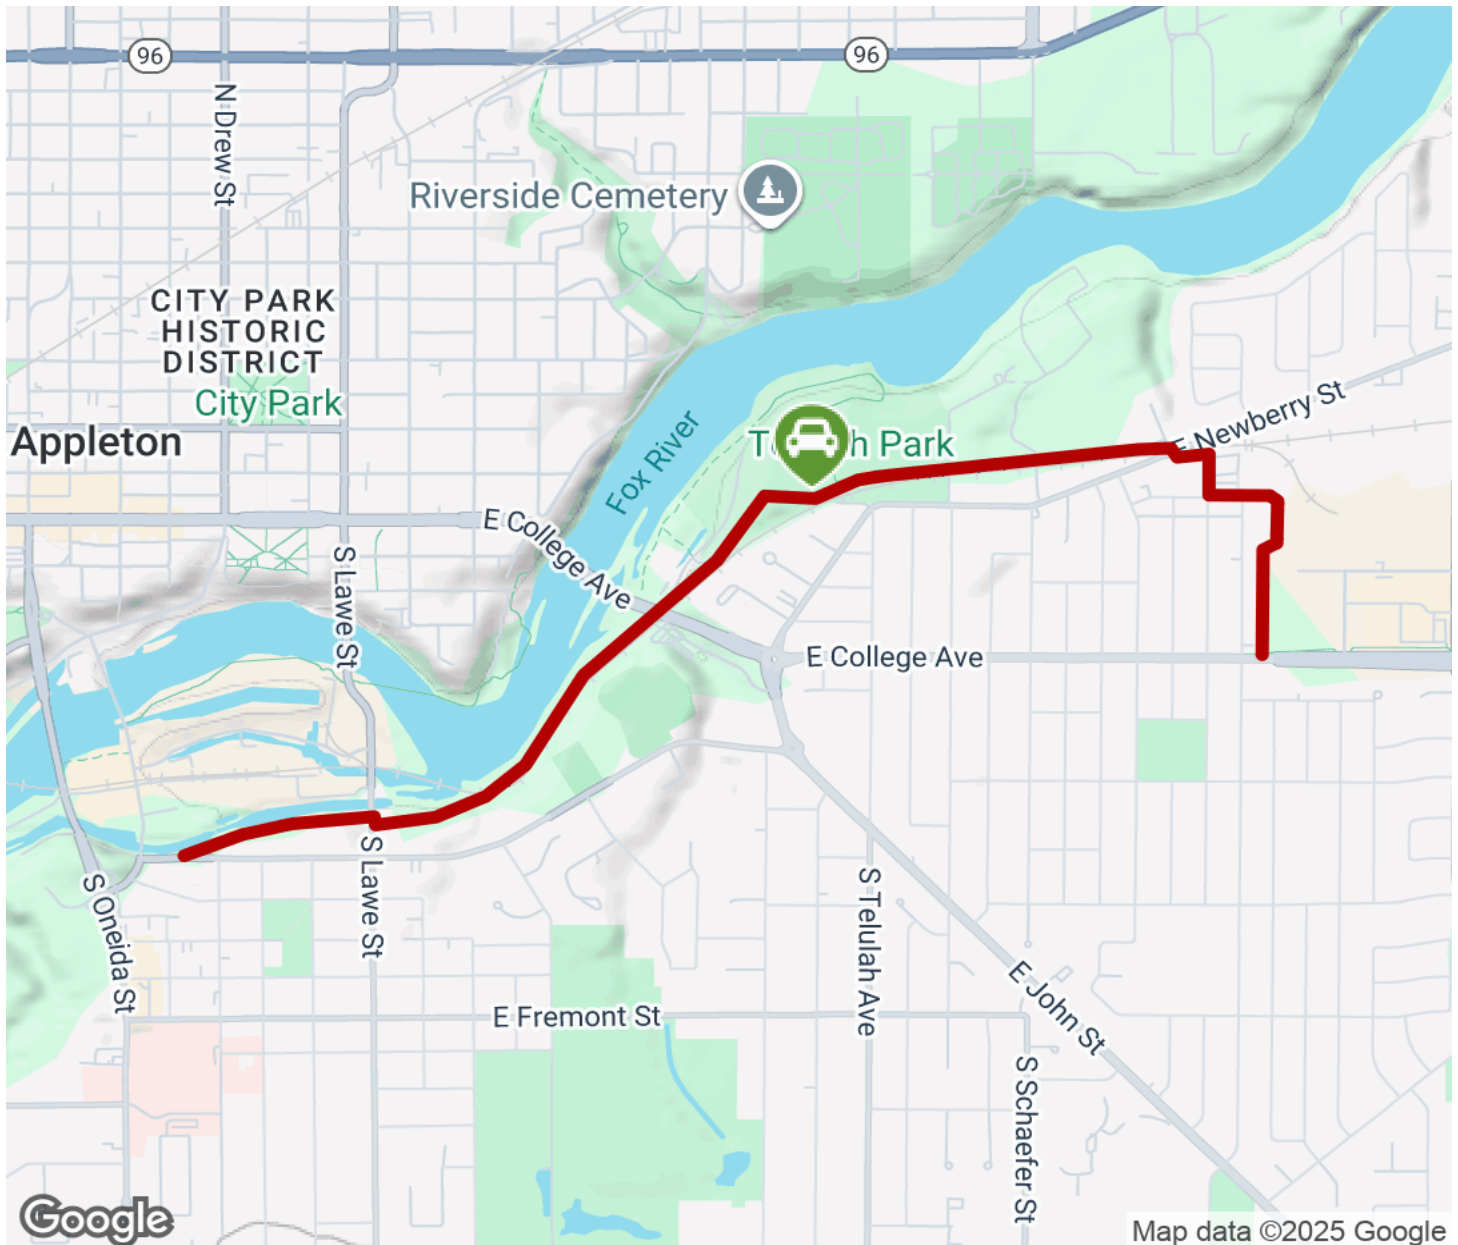 96
96
N Drew St
Riverside Cemetery
CITY PARK
HISTORIC
DISTRICT
City Park
Appleton
E Newberry St
Park
Fox River
E College Ave
S Lawe St
E College Ave
S Lawe St
S Oneida St
S Telulah Ave
E Fremont St
E John St
S Schaefer St
Google
Map data ©2025 Google